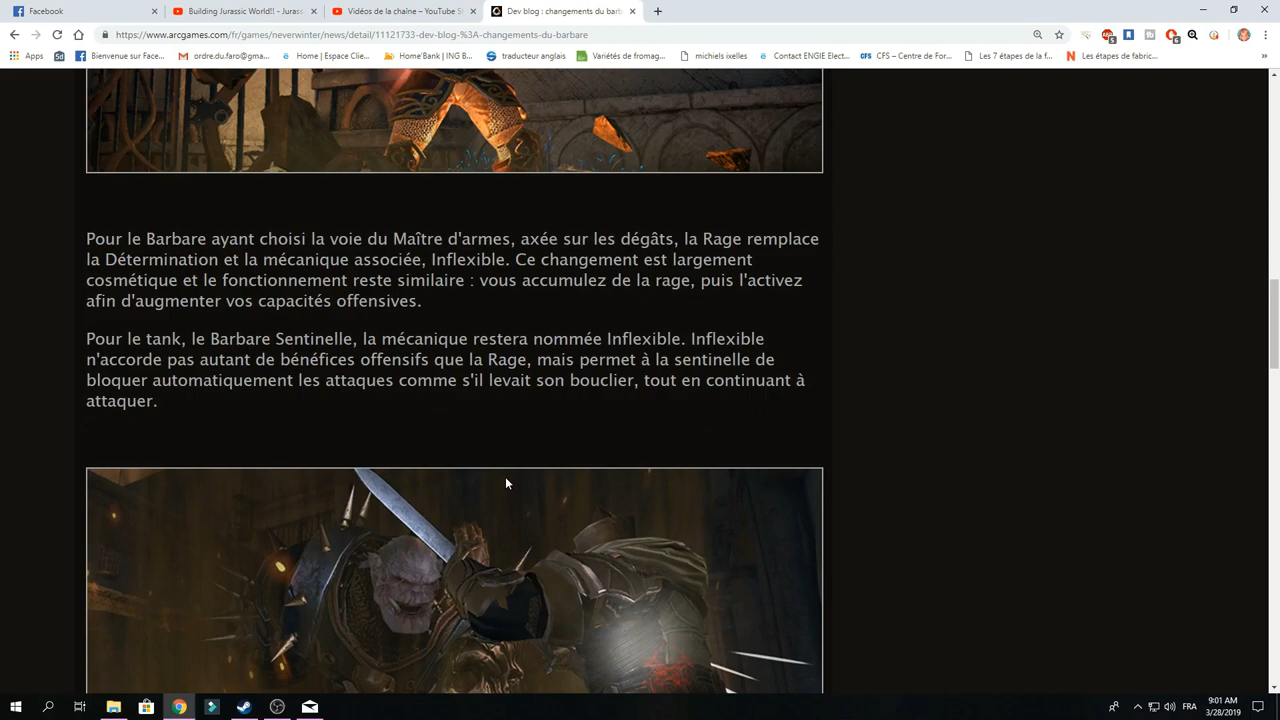 Facebook
Building Jurassic World!! - Jurass
Vidéos de la chaîne – YouTube St
Dev blog : changements du barb
https://www.arcgames.com/fr/games/neverwinter/news/detail/11121733-dev-blog-%3A-changements-du-barbare
Apps
Bienvenue sur Face...
ordre.du.faro@gma...
Home | Espace Clie...
Home Bank | ING B...
traducteur anglais
Variétés de fromag...
michiels ixelles
Contact ENGIE Elect...
CFS – Centre de For...
Les 7 étapes de la f...
Les étapes de fabric...
Pour le Barbare ayant choisi la voie du Maître d'armes, axée sur les dégâts, la Rage remplace
la Détermination et la mécanique associée, Inflexible. Ce changement est largement
cosmétique et le fonctionnement reste similaire : vous accumulez de la rage, puis l'activez
afin d'augmenter vos capacités offensives.
Pour le tank, le Barbare Sentinelle, la mécanique restera nommée Inflexible. Inflexible
n'accorde pas autant de bénéfices offensifs que la Rage, mais permet à la sentinelle de
bloquer automatiquement les attaques comme s'il levait son bouclier, tout en continuant à
attaquer.
FRA
9:01 AM
3/28/2019